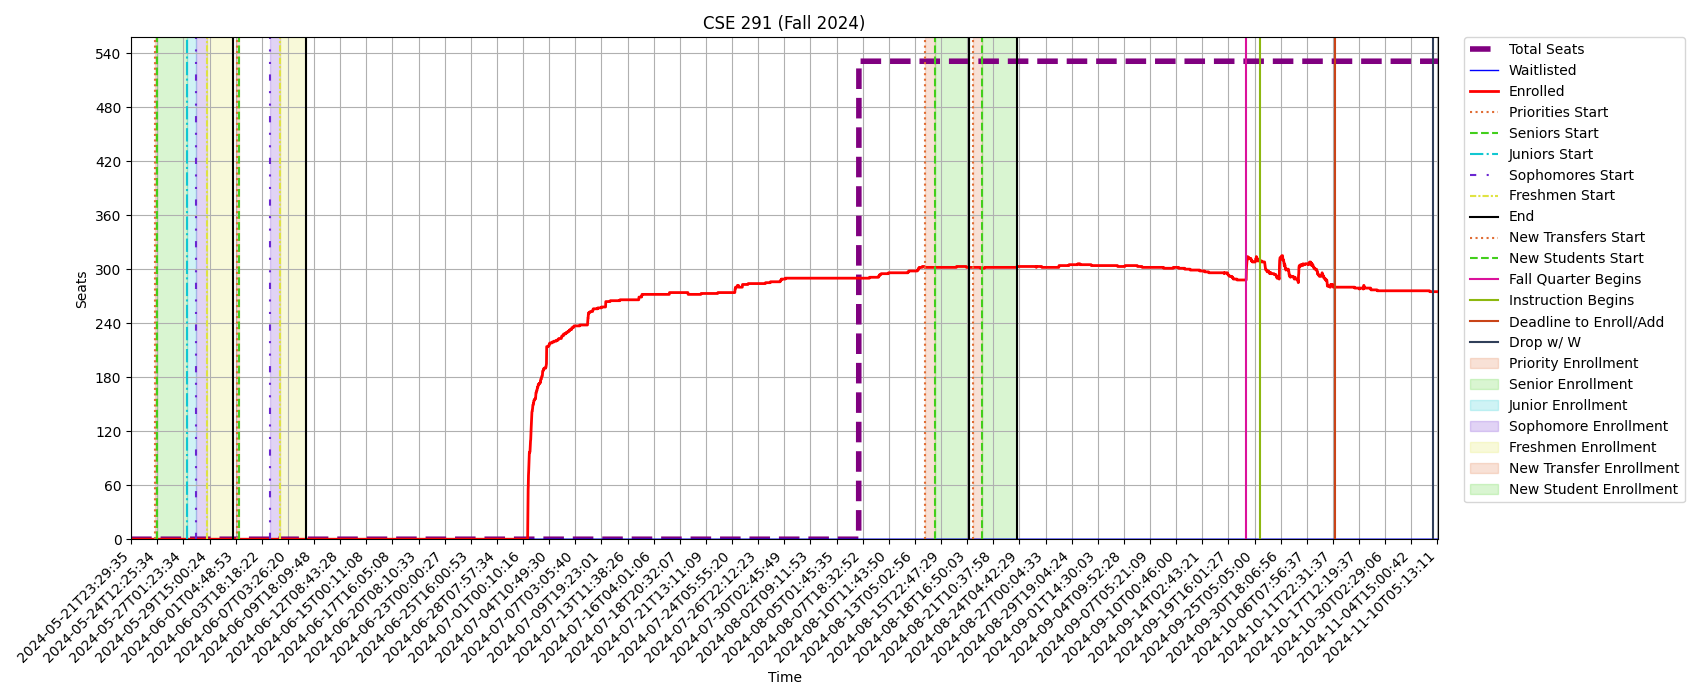 CSE 291 (Fall 2024)
Seats
540
480
420
360
300
240
180
120
60
0
2024-05-21T23:29:35
2024-05-24T12:25:34
2024-05-27T01:23:34
2024-05-29T15:00:24
2024-06-01T04:48:53
2024-06-03T18:18:22
2024-06-07T03:26:20
2024-06-09T18:09:48
2024-06-12T08:43:28
2024-06-15T00:11:08
2024-06-17T16:05:08
2024-06-20T08:10:33
2024-06-23T00:00:27
2024-06-25T16:00:53
2024-06-28T07:57:34
2024-07-01T00:10:16
2024-07-04T10:49:30
2024-07-07T03:05:40
2024-07-09T19:23:01
2024-07-13T11:38:26
2024-07-16T04:01:06
2024-07-18T20:32:07
2024-07-21T13:11:09
2024-07-24T05:55:20
2024-07-26T22:12:23
2024-07-30T02:45:49
2024-08-02T09:11:53
2024-08-05T01:45:35
2024-08-07T18:32:52
2024-08-10T11:43:50
2024-08-13T05:02:56
2024-08-15T22:47:29
2024-08-18T16:50:03
2024-08-21T10:37:58
2024-08-24T04:42:29
2024-08-27T00:04:33
2024-08-29T19:04:24
2024-09-01T14:30:03
2024-09-04T09:52:28
2024-09-07T05:21:09
2024-09-10T00:46:00
2024-09-14T02:43:21
2024-09-19T16:01:27
2024-09-25T05:05:00
2024-09-30T18:06:56
2024-10-06T07:56:37
2024-10-11T22:31:37
2024-10-17T12:19:37
2024-10-30T02:29:06
2024-11-04T15:00:42
2024-11-10T05:13:11
Time
Total Seats
Waitlisted
Enrolled
Priorities Start
Seniors Start
Juniors Start
Sophomores Start
Freshmen Start
End
New Transfers Start
New Students Start
Fall Quarter Begins
Instruction Begins
Deadline to Enroll/Add
Drop w/ W
Priority Enrollment
Senior Enrollment
Junior Enrollment
Sophomore Enrollment
Freshmen Enrollment
New Transfer Enrollment
New Student Enrollment